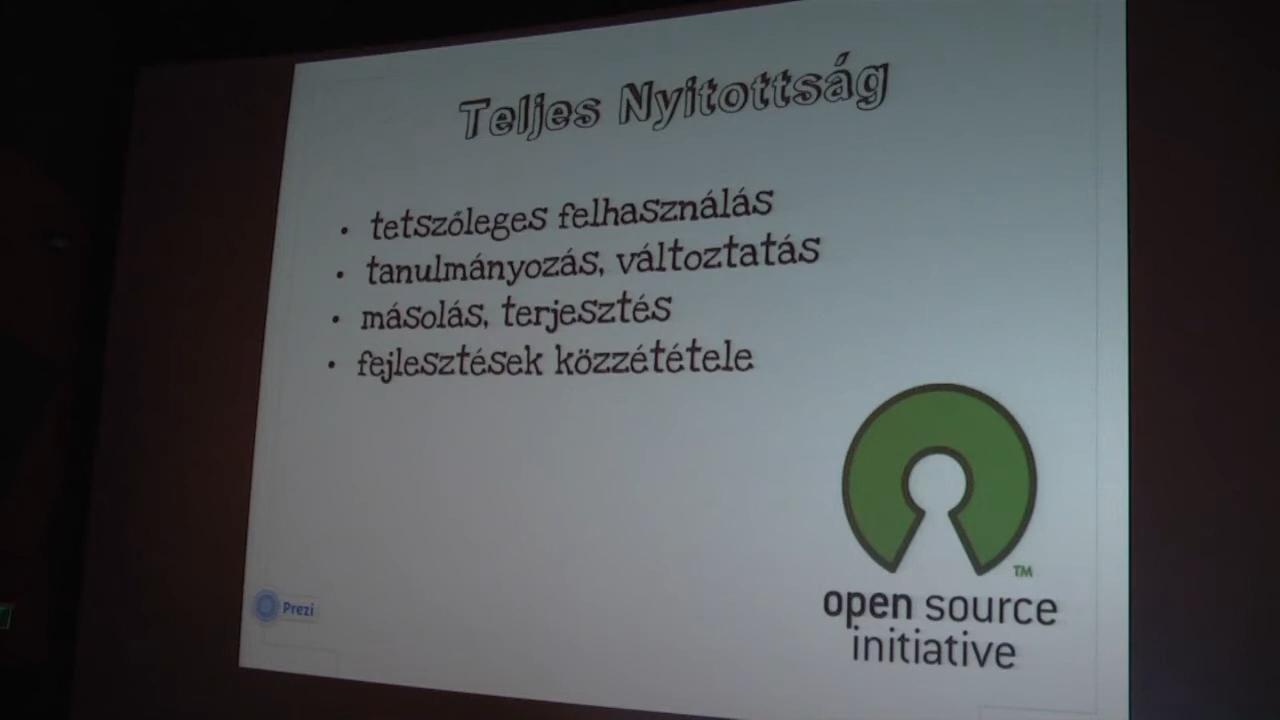 Teljes Nyitottság
• tetszőleges felhasználás
• tanulmányozás, változtatás
• másolás, terjesztés
• fejlesztések közzététele
TM
open source
initiative
Prezi